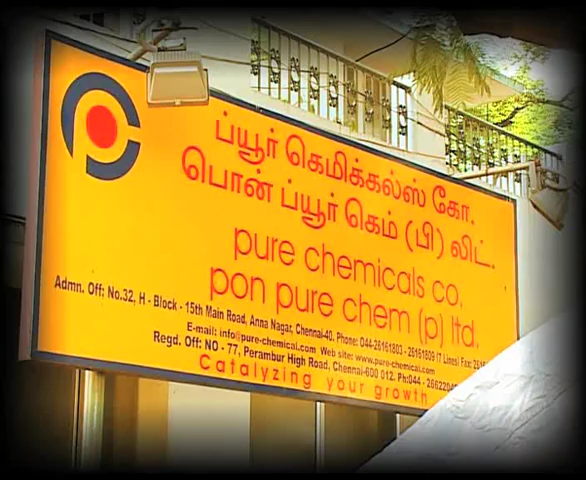 ப்யூர் கெமிக்கல்ஸ் கோ.
பொன் ப்யூர் கெம் (பி) லிட்.
pure chemicals co,
pon pure chem (p) ltd.
Admn. Off: No.32, H - Block - 15th Main Road, Anna Nagar, Chennai-40. Phone: 044-26161803 - 26161809 (7 Lines) Fax:
E-mail: info@pure-chemical.com Web site: www.pure-chemical.com
Regd. Off: NO - 77, Perambur High Road, Chennai-600 012. Ph:044 -
Catalyzing your growth